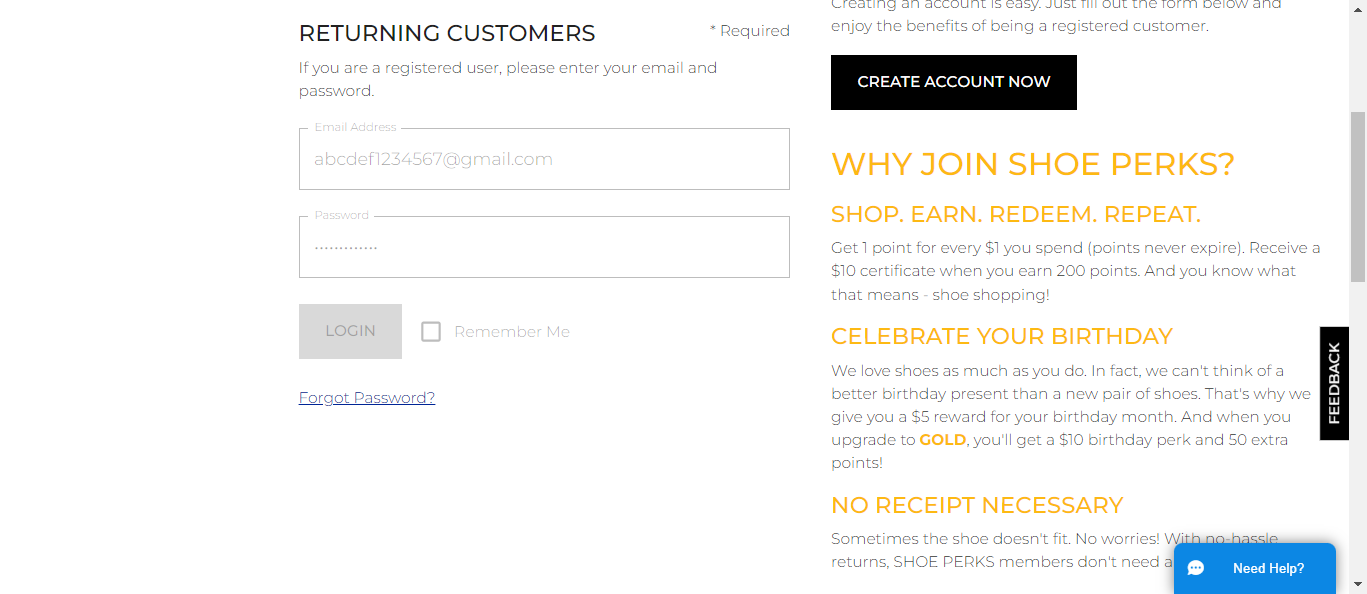 RETURNING CUSTOMERS
* Required
If you are a registered user, please enter your email and
password.
Email Address
abcdef1234567@gmail.com
Password
.............
LOGIN
Remember Me
Forgot Password?
Creating an account is easy. Just fill out the form below and
enjoy the benefits of being a registered customer.
CREATE ACCOUNT NOW
WHY JOIN SHOE PERKS?
SHOP. EARN. REDEEM. REPEAT.
Get 1 point for every $1 you spend (points never expire). Receive a
$10 certificate when you earn 200 points. And you know what
that means - shoe shopping!
CELEBRATE YOUR BIRTHDAY
We love shoes as much as you do. In fact, we can't think of a
better birthday present than a new pair of shoes. That's why we
give you a $5 reward for your birthday month. And when you
upgrade to GOLD, you'll get a $10 birthday perk and 50 extra
points!
NO RECEIPT NECESSARY
Sometimes the shoe doesn't fit. No worries! With no-hassle
returns, SHOE PERKS members don't need a
FEEDBACK
Need Help?